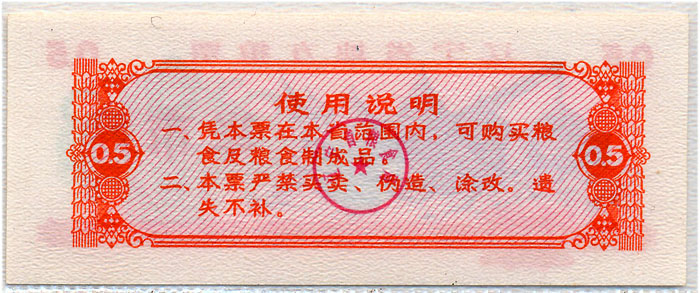 使用说明
一、凭本票在本省范围内，可购买粮
食及粮食制成品。
二、本票严禁买卖、伪造、涂改。遗
失不补。
0.5
0.5